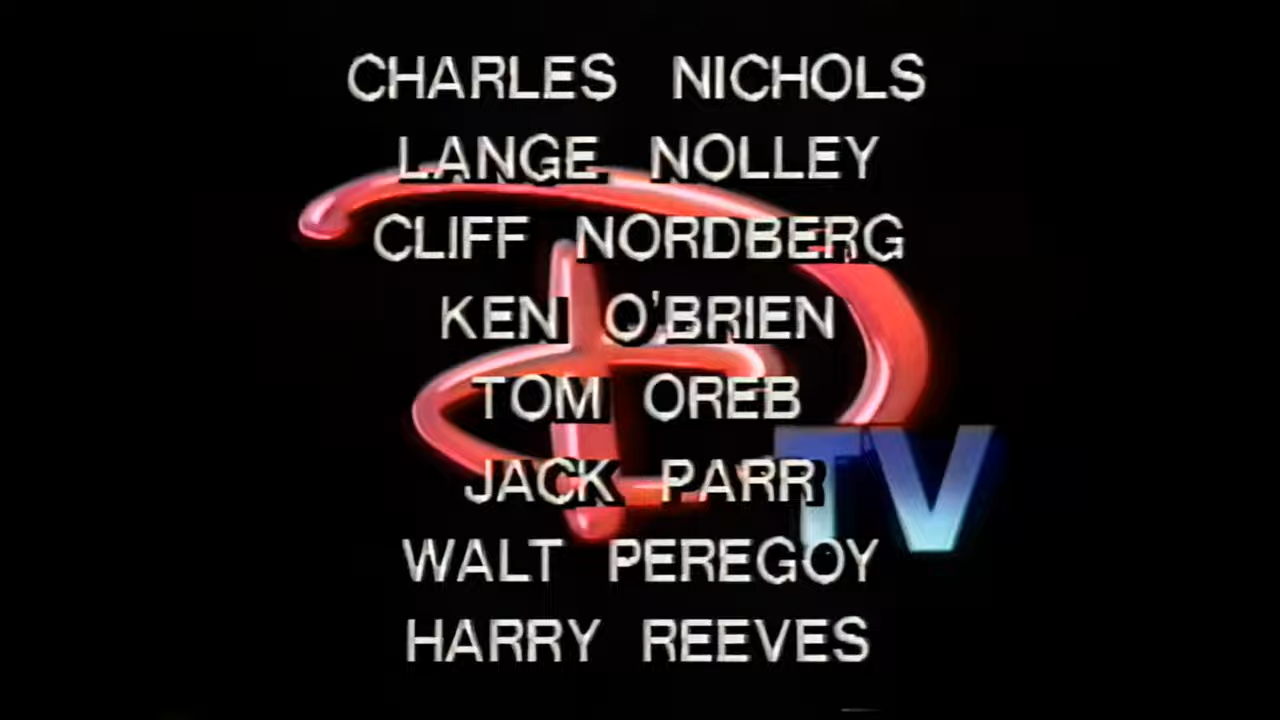 CHARLES NICHOLS
LANGE NOLLEY
CLIFF NORDBERG
KEN O'BRIEN
TOM OREB
JACK PARR
D TV
WALT PEREGOY
HARRY REEVES